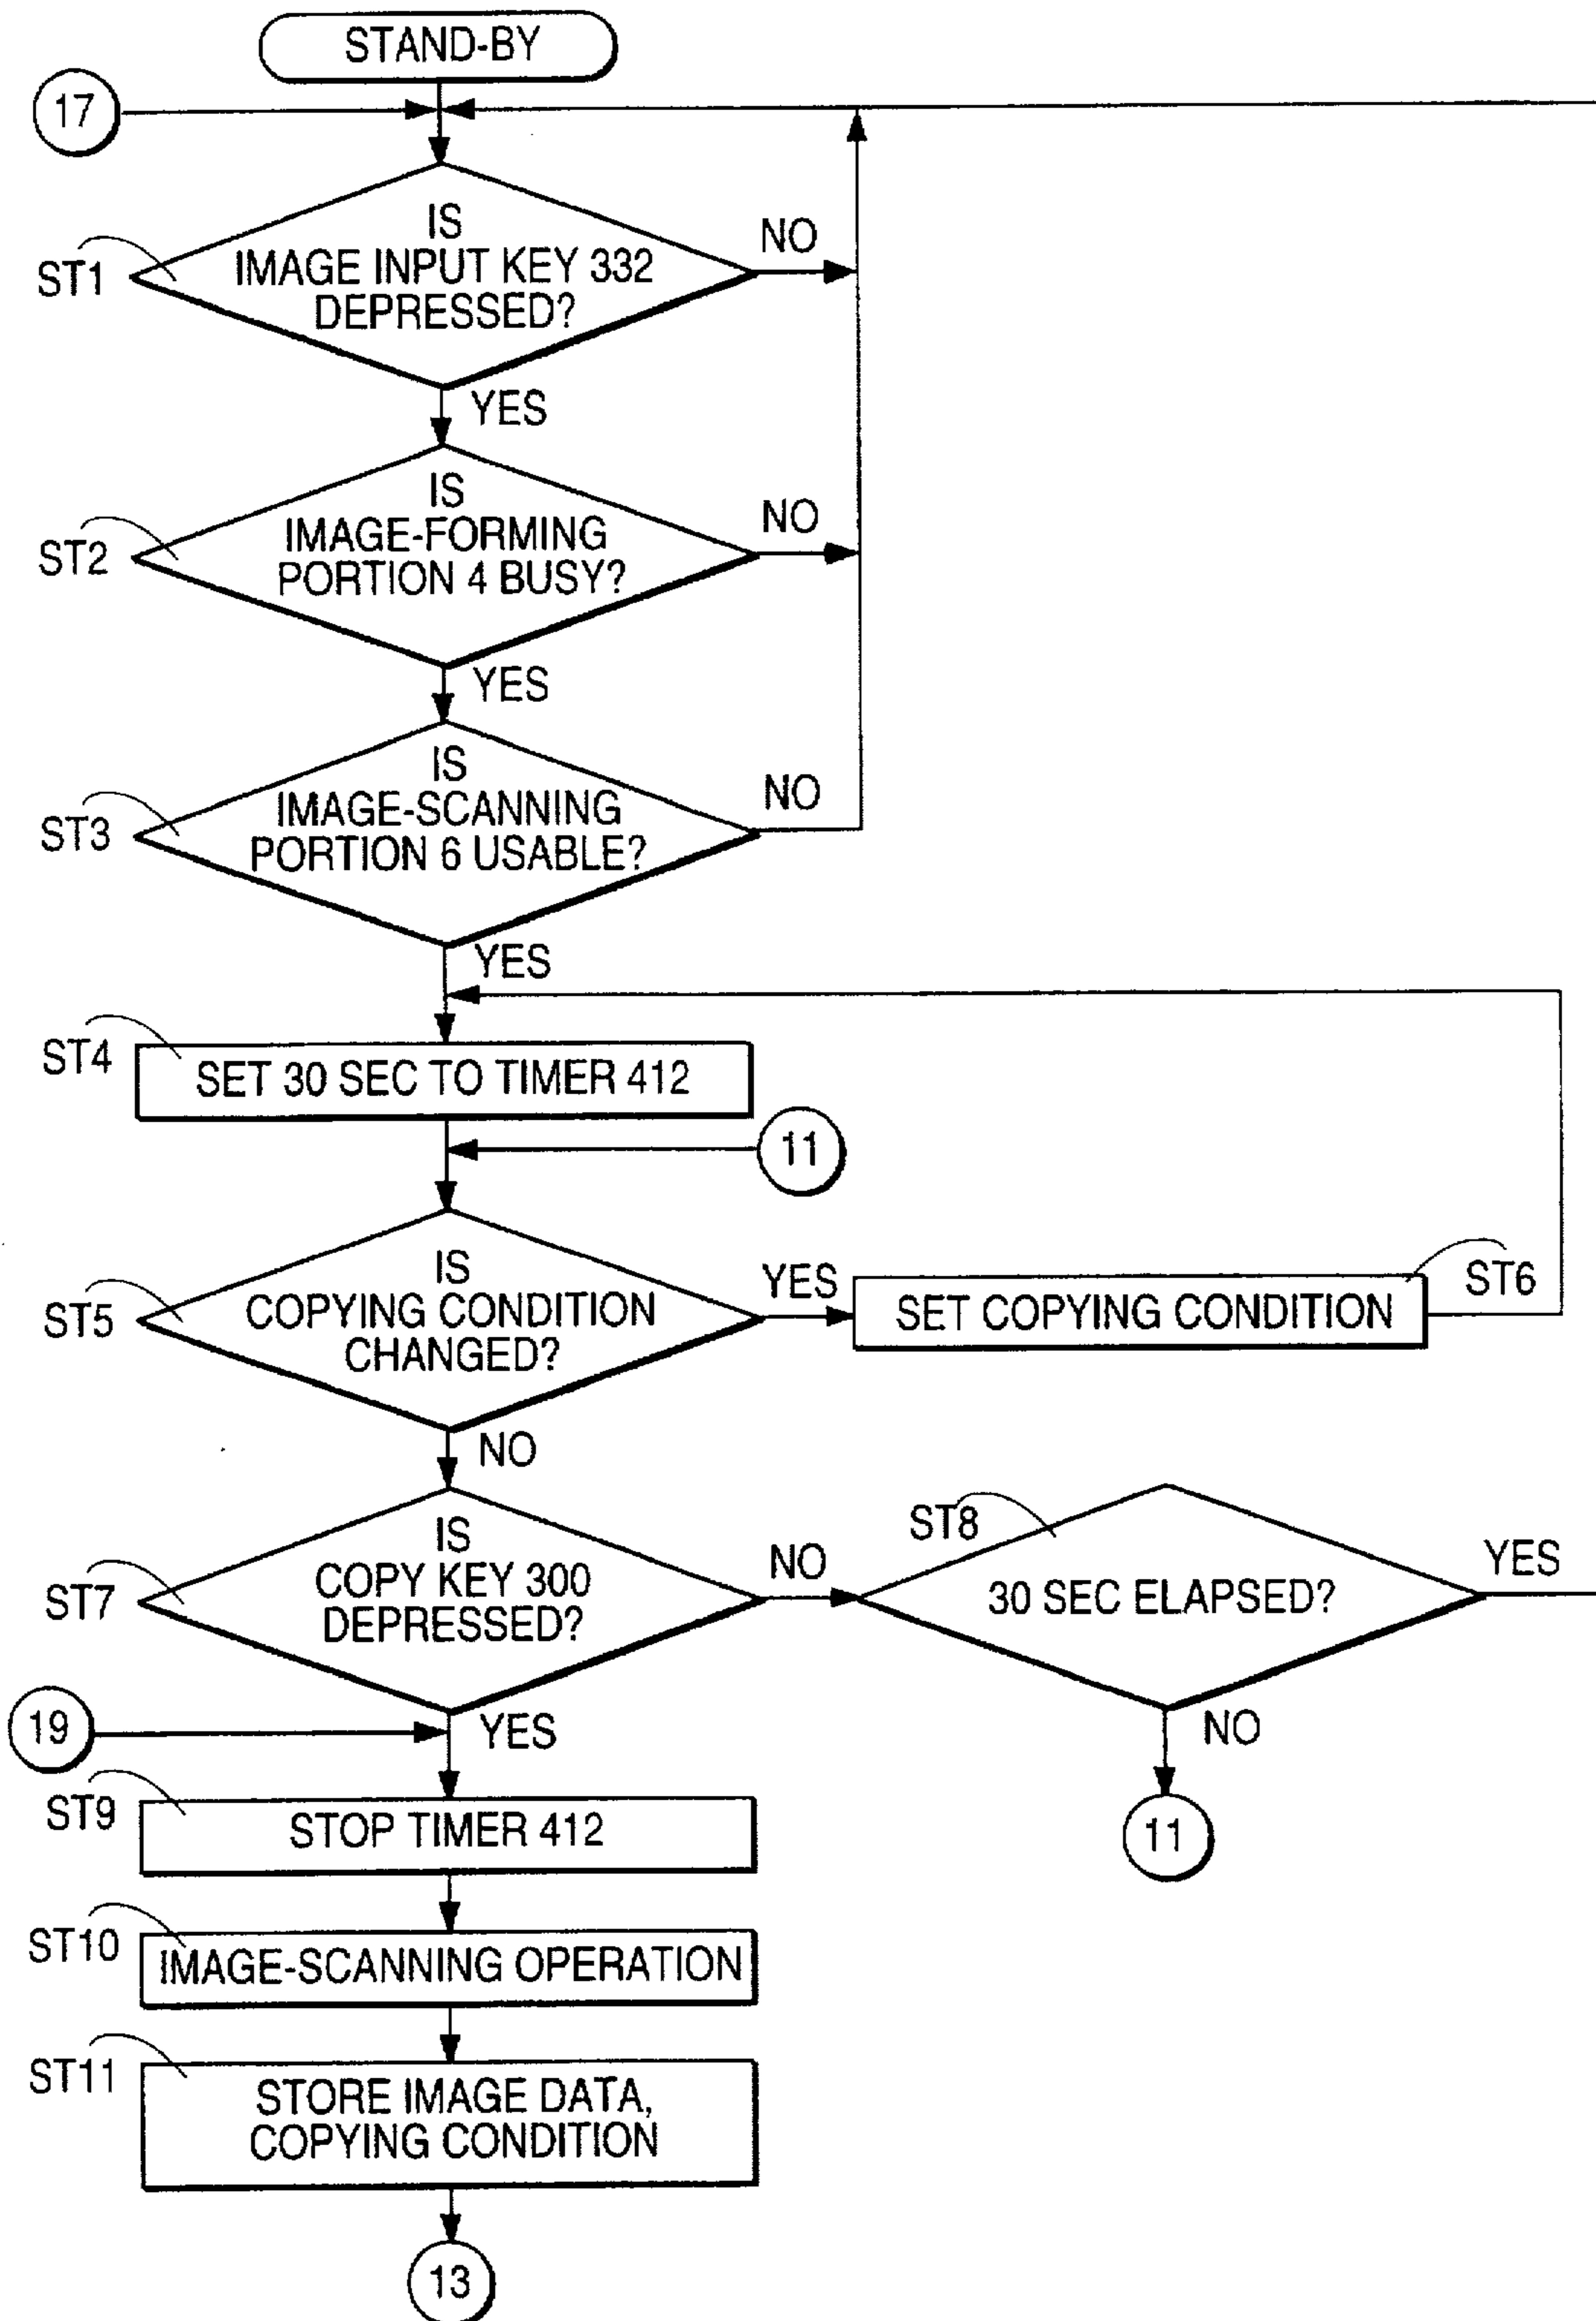 STAND-BY
17
ST1
IS
IMAGE INPUT KEY 332
DEPRESSED?
NO
YES
ST2
IS
IMAGE-FORMING
PORTION 4 BUSY?
NO
YES
ST3
IS
IMAGE-SCANNING
PORTION 6 USABLE?
NO
YES
ST4
SET 30 SEC TO TIMER 412
11
ST5
IS
COPYING CONDITION
CHANGED?
YES
SET COPYING CONDITION
ST6
NO
ST7
IS
COPY KEY 300
DEPRESSED?
NO
ST8
30 SEC ELAPSED?
YES
NO
11
19
YES
ST9
STOP TIMER 412
ST10
IMAGE-SCANNING OPERATION
ST11
STORE IMAGE DATA,
COPYING CONDITION
13